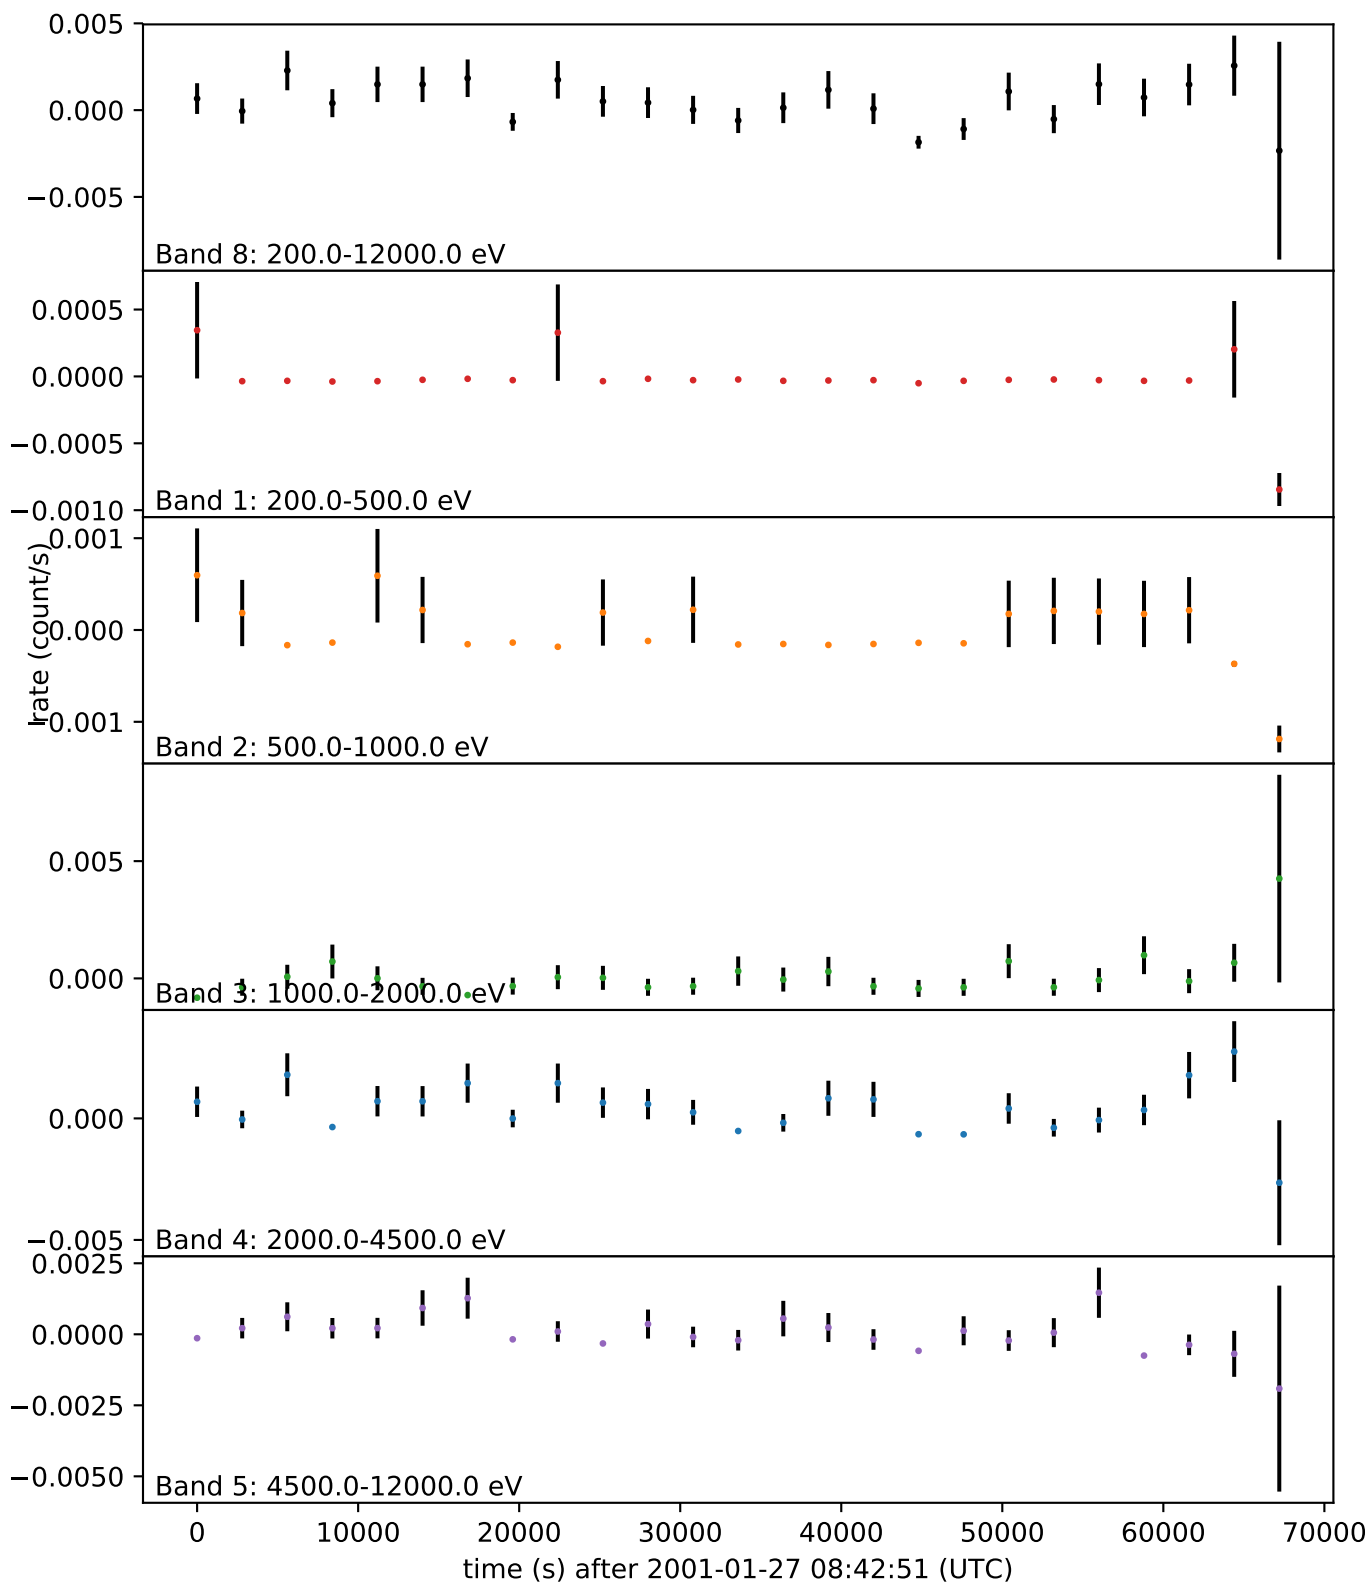 0.005
0.000
−0.005
Band 8: 200.0-12000.0 eV
0.0005
0.0000
−0.0005
−0.0010
Band 1: 200.0-500.0 eV
rate (count/s)
0.001
0.000
−0.001
Band 2: 500.0-1000.0 eV
0.005
0.000
Band 3: 1000.0-2000.0 eV
0.000
−0.005
Band 4: 2000.0-4500.0 eV
0.0025
0.0000
−0.0025
−0.0050
Band 5: 4500.0-12000.0 eV
0 10000 20000 30000 40000 50000 60000 70000
time (s) after 2001-01-27 08:42:51 (UTC)